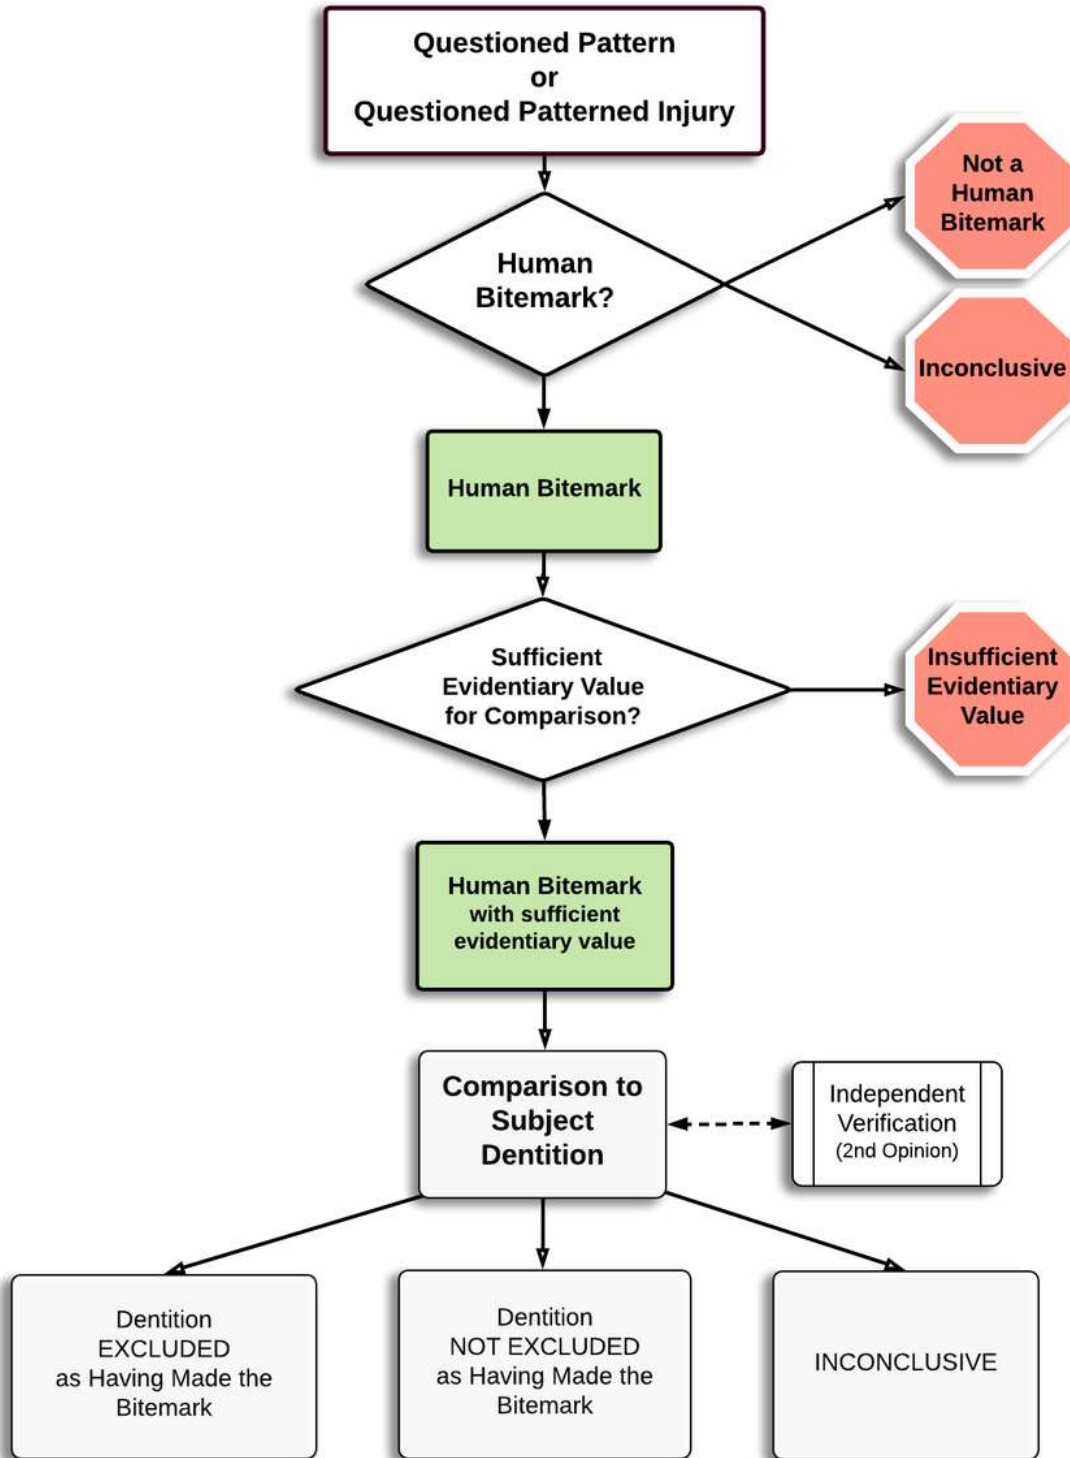 Questioned Pattern
or
Questioned Patterned Injury
Not a
Human
Bitemark
Human
Bitemark?
Inconclusive
Human Bitemark
Sufficient
Evidentiary Value
for Comparison?
Insufficient
Evidentiary
Value
Human Bitemark
with sufficient
evidentiary value
Comparison to
Subject
Dentition
Independent
Verification
(2nd Opinion)
Dentition
EXCLUDED
as Having Made the
Bitemark
Dentition
NOT EXCLUDED
as Having Made the
Bitemark
INCONCLUSIVE